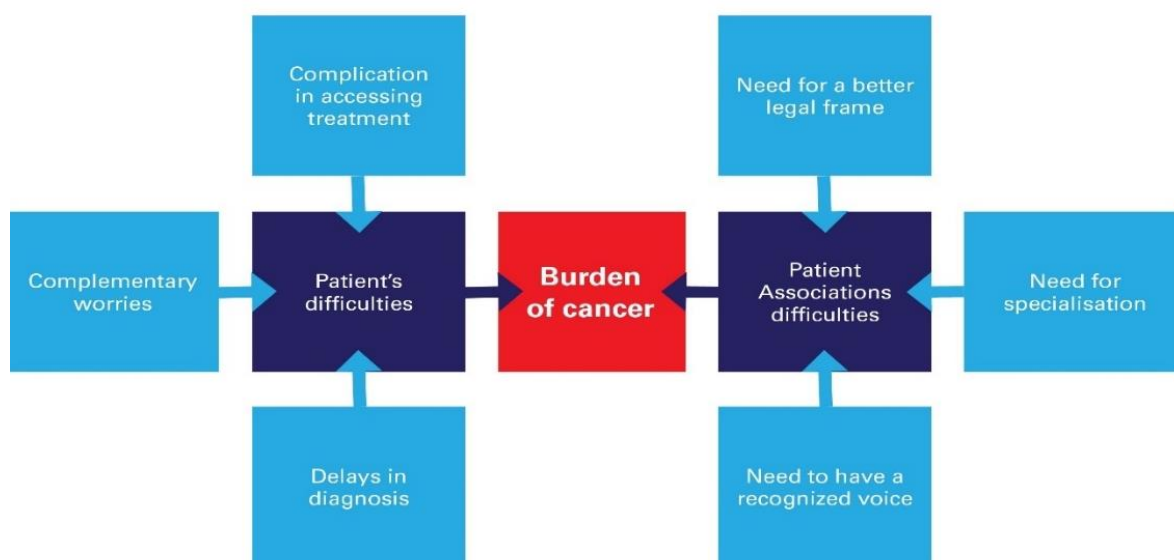 Complication
in accessing
treatment
Need for a better
legal frame
Complementary
worries
Patient's
difficulties
Burden
of cancer
Patient
Associations
difficulties
Need for
specialisation
Delays in
diagnosis
Need to have a
recognized voice